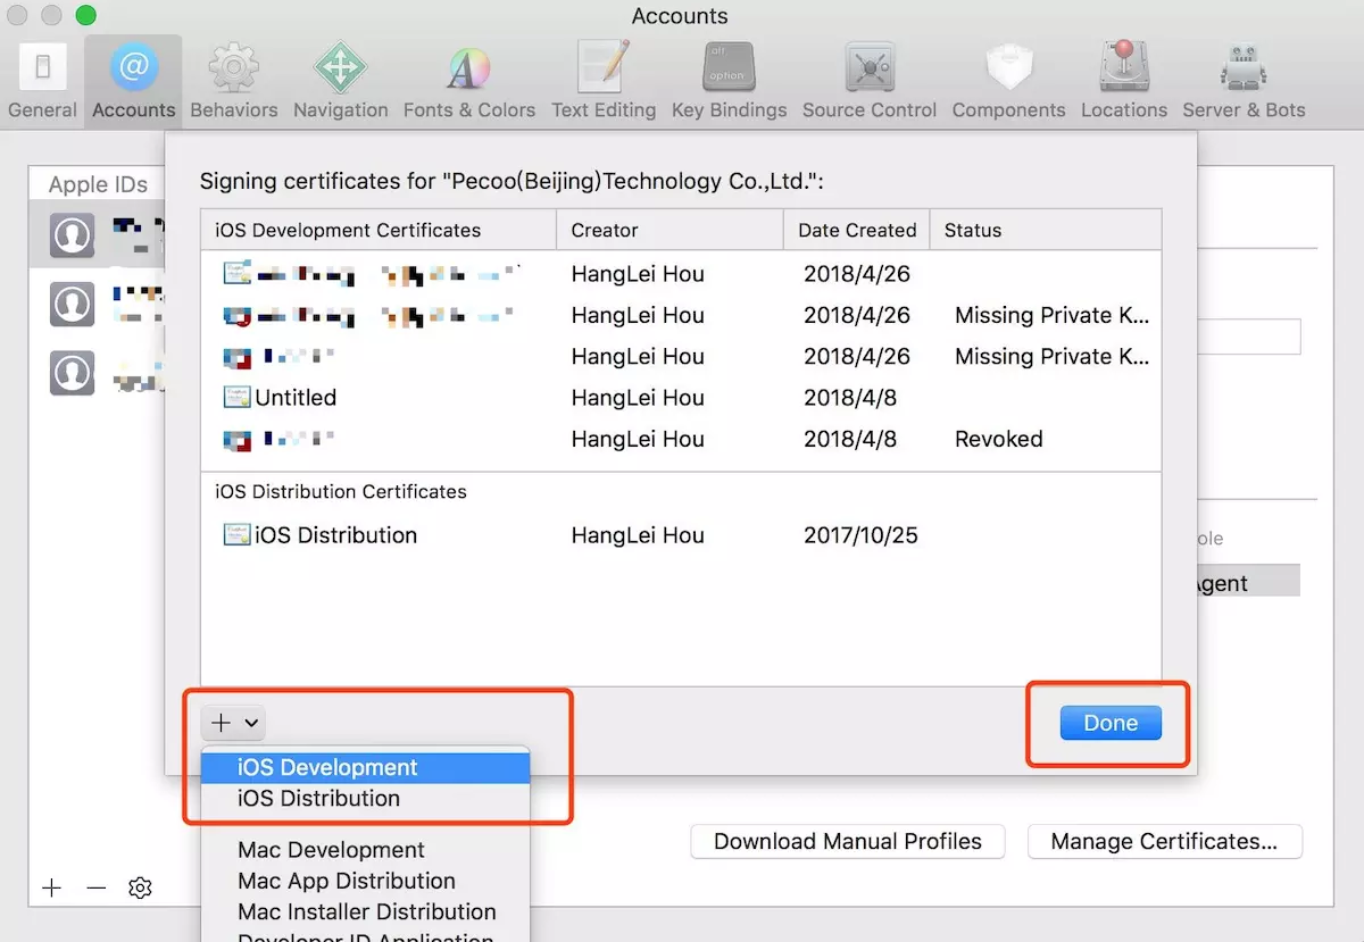 Accounts
General Accounts Behaviors Navigation Fonts & Colors Text Editing Key Bindings Source Control Components Locations Server & Bots
alt
option
Apple IDs
Signing certificates for "Pecoo(Beijing)Technology Co.,Ltd.":
iOS Development Certificates Creator Date Created Status
HangLei Hou 2018/4/26
HangLei Hou 2018/4/26 Missing Private K...
HangLei Hou 2018/4/26 Missing Private K...
Untitled HangLei Hou 2018/4/8
HangLei Hou 2018/4/8 Revoked
iOS Distribution Certificates
iOS Distribution HangLei Hou 2017/10/25
ole
Agent
Done
iOS Development
iOS Distribution
Mac Development
Mac App Distribution
Mac Installer Distribution
Developer ID Application
Download Manual Profiles Manage Certificates...